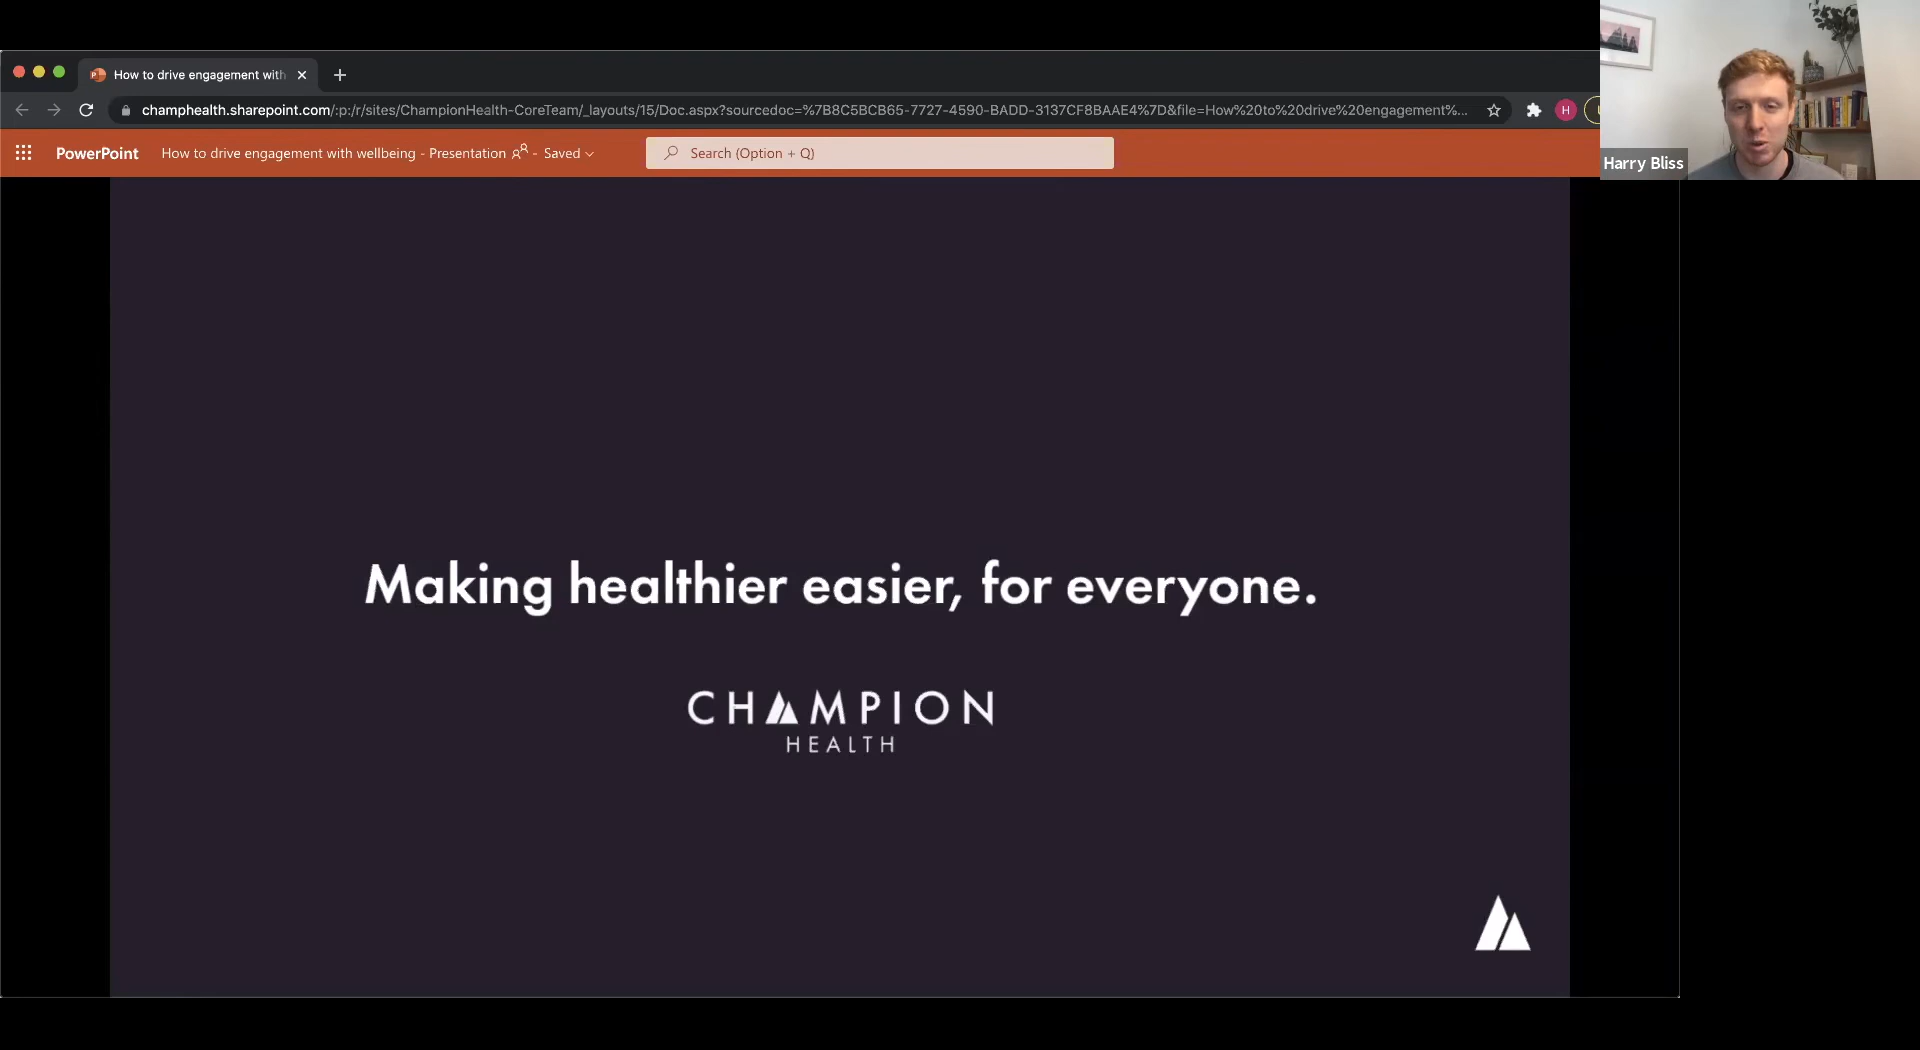 How to drive engagement with
champhealth.sharepoint.com/:p:/r/sites/ChampionHealth-CoreTeam/_layouts/15/Doc.aspx?sourcedoc=%7B8C5BCB65-7727-4590-BADD-3137CF8BAAE4%7D&file=How%20to%20drive%20engagement%...
H
PowerPoint
How to drive engagement with wellbeing - Presentation - Saved
Search (Option + Q)
Harry Bliss
Making healthier easier, for everyone.
CHAMPION
HEALTH